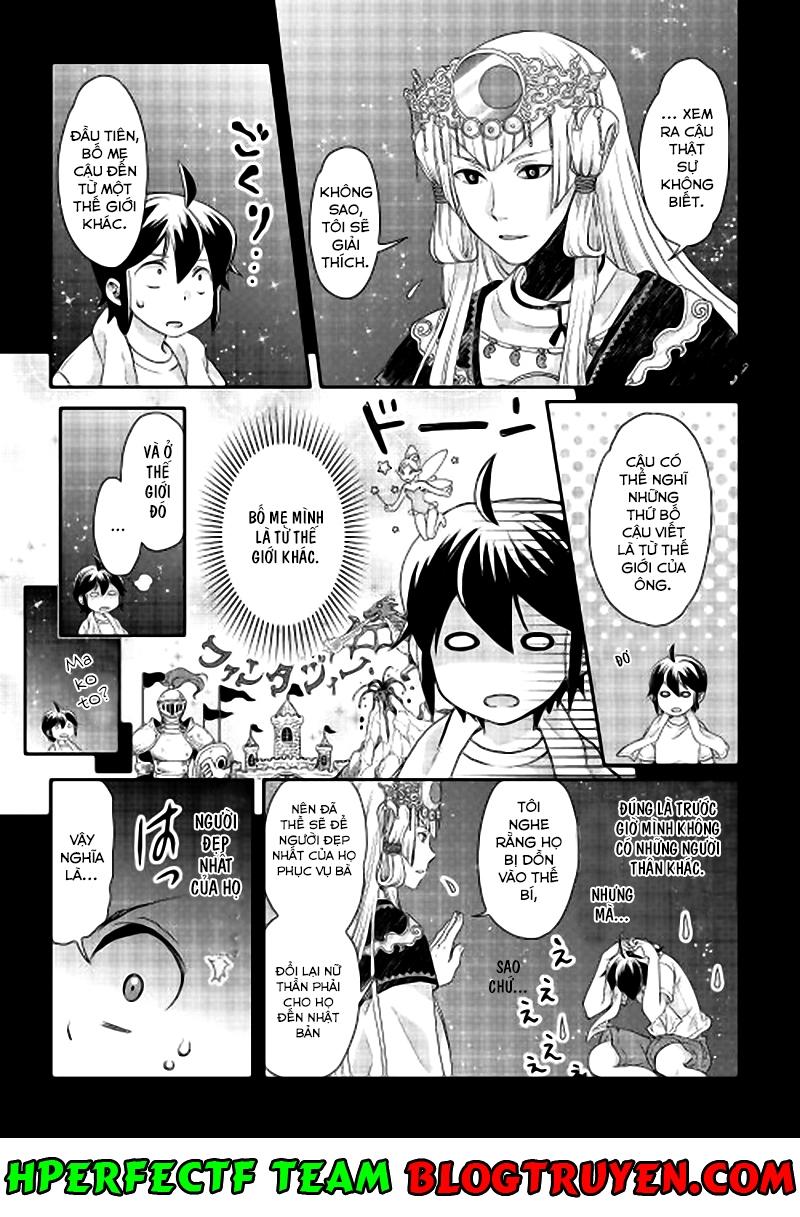 ... XEM
RA CẬU
THẬT
SỰ
KHÔNG
BIẾT.
KHÔNG
SAO,
TÔI SẼ
GIẢI
THÍCH.
ごくり...
ĐẦU TIÊN,
BỐ MẸ
CẬU ĐẾN
TỪ MỘT
THẾ GIỚI
KHÁC.
CẬU CÓ
THỂ NGHĨ
NHỮNG
THỨ BỐ
CẬU VIẾT
LÀ TỪ THẾ
GIỚI CỦA
ÔNG.
ĐƠ
ドーン
BỐ MẸ MÌNH
LÀ TỪ THẾ
GIỚI KHÁC.
ファンタジィー
VÀ Ở
THẾ
GIỚI
ĐÓ
...
Ma
ko
to?
ĐÚNG LÀ TRƯỚC
GIỜ MÌNH KHÔNG
CÓ NHỮNG NGƯỜI
THÂN KHÁC.
NHƯNG
MÀ...
TÔI
NGHE
RẰNG HỌ
BỊ DỒN
VÀO THẾ
BÍ,
SAO
CHỨ...
えぇえぇえぇ
NÊN ĐÃ
THỀ SẼ ĐỂ
NGƯỜI ĐẸP
NHẤT CỦA HỌ
PHỤC VỤ BÀ
ĐỔI LẠI NỮ
THẦN PHẢI
CHO HỌ
ĐẾN NHẬT
BẢN
NGƯỜI
ĐẸP
NHẤT
CỦA HỌ
はっ
VẬY
NGHĨA
LÀ...
HPERFECTF TEAM BLOGTRUYEN.COM